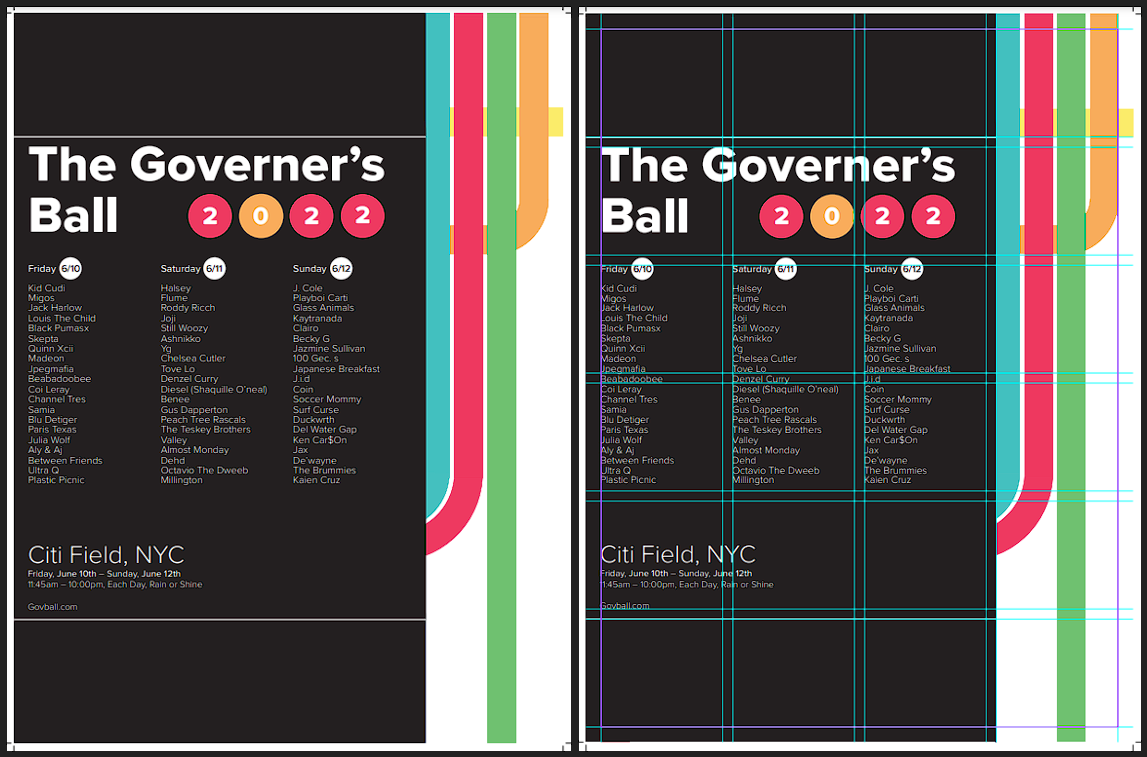 The Governer's
Ball 2 0 2 2
Friday 6/10
Kid Cudi
Migos
Jack Harlow
Louis The Child
Black Pumasx
Skepta
Quinn Xcii
Madeon
Jpegmafia
Beabadoobee
Coi Leray
Channel Tres
Samia
Blu Detiger
Paris Texas
Julia Wolf
Aly & Aj
Between Friends
Ultra Q
Plastic Picnic
Saturday 6/11
Halsey
Flume
Roddy Ricch
Joji
Still Woozy
Ashnikko
Yg
Chelsea Cutler
Tove Lo
Denzel Curry
Diesel (Shaquille O'neal)
Benee
Gus Dapperton
Peach Tree Rascals
The Teskey Brothers
Valley
Almost Monday
Dehd
Octavio The Dweeb
Millington
Sunday 6/12
J. Cole
Playboi Carti
Glass Animals
Kaytranada
Clairo
Becky G
Jazmine Sullivan
100 Gec. s
Japanese Breakfast
J.i.d
Coin
Soccer Mommy
Surf Curse
Duckwrth
Del Water Gap
Ken Car$On
Jax
De'wayne
The Brummies
Kaien Cruz
Citi Field, NYC
Friday, June 10th – Sunday, June 12th
11:45am – 10:00pm, Each Day, Rain or Shine
Govball.com
The Governer's
Ball 2 0 2 2
Friday 6/10
Kid Cudi
Migos
Jack Harlow
Louis The Child
Black Pumasx
Skepta
Quinn Xcii
Madeon
Jpegmafia
Beabadoobee
Coi Leray
Channel Tres
Samia
Blu Detiger
Paris Texas
Julia Wolf
Aly & Aj
Between Friends
Ultra Q
Plastic Picnic
Saturday 6/11
Halsey
Flume
Roddy Ricch
Joji
Still Woozy
Ashnikko
Yg
Chelsea Cutler
Tove Lo
Denzel Curry
Diesel (Shaquille O'neal)
Benee
Gus Dapperton
Peach Tree Rascals
The Teskey Brothers
Valley
Almost Monday
Dehd
Octavio The Dweeb
Millington
Sunday 6/12
J. Cole
Playboi Carti
Glass Animals
Kaytranada
Clairo
Becky G
Jazmine Sullivan
100 Gec. s
Japanese Breakfast
J.i.d
Coin
Soccer Mommy
Surf Curse
Duckwrth
Del Water Gap
Ken Car$On
Jax
De'wayne
The Brummies
Kaien Cruz
Citi Field, NYC
Friday, June 10th – Sunday, June 12th
11:45am – 10:00pm, Each Day, Rain or Shine
Govball.com